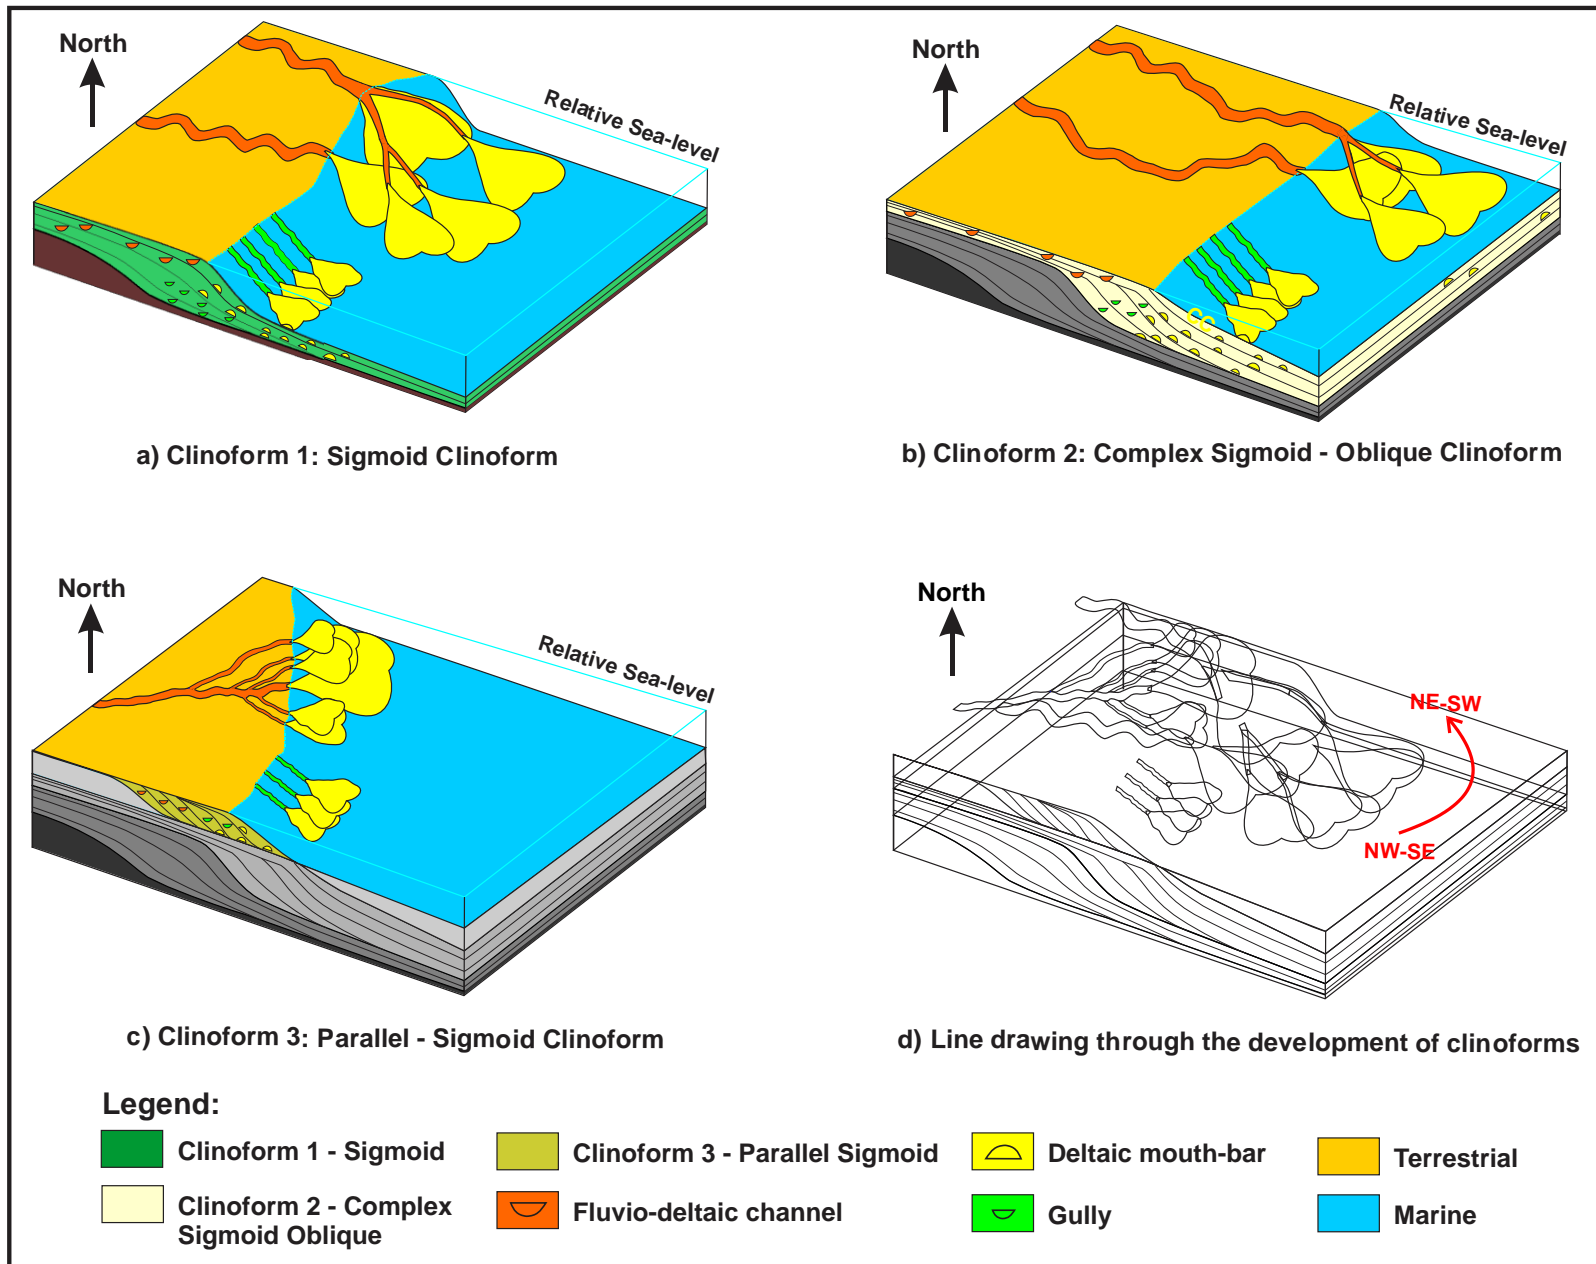 North
Relative Sea-level
a) Clinoform 1: Sigmoid Clinoform
North
Relative Sea-level
CC
b) Clinoform 2: Complex Sigmoid - Oblique Clinoform
North
Relative Sea-level
c) Clinoform 3: Parallel - Sigmoid Clinoform
North
NE-SW
NW-SE
d) Line drawing through the development of clinoforms
Legend:
Clinoform 1 - Sigmoid
Clinoform 2 - Complex
Sigmoid Oblique
Clinoform 3 - Parallel Sigmoid
Fluvio-deltaic channel
Deltaic mouth-bar
Gully
Terrestrial
Marine